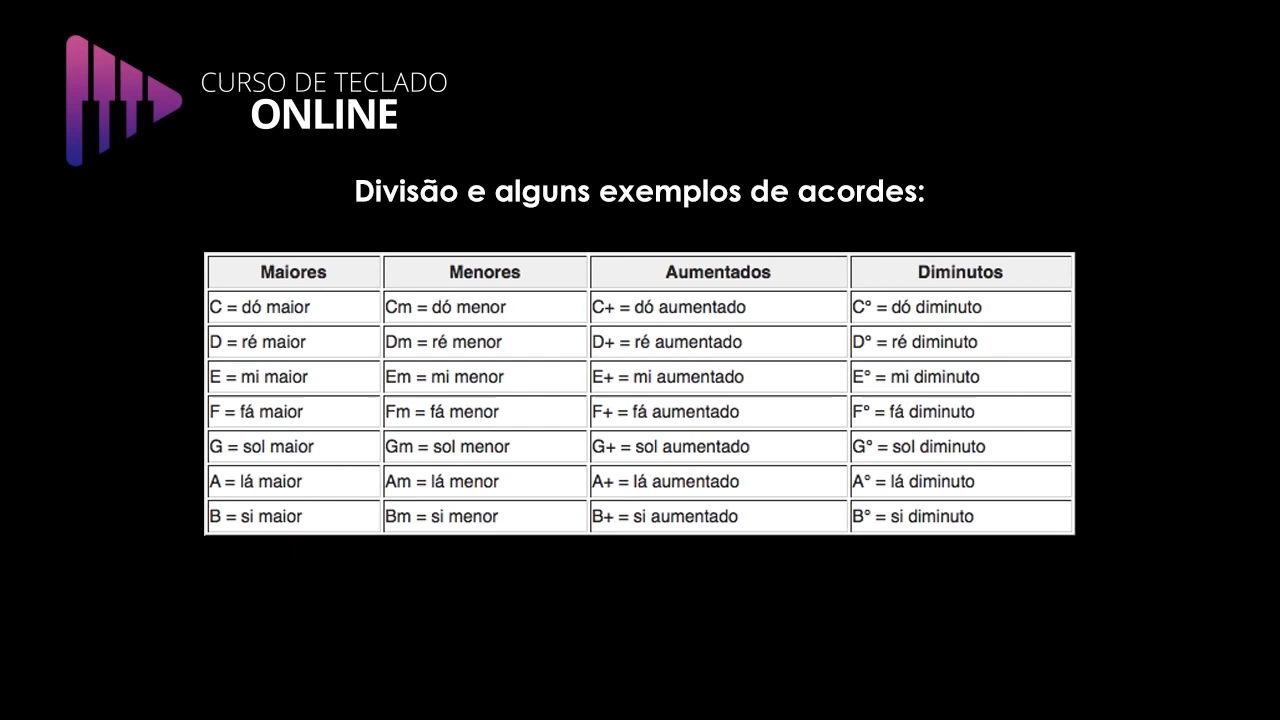 CURSO DE TECLADO
ONLINE
Divisão e alguns exemplos de acordes:
Maiores Menores Aumentados Diminutos
C = dó maior Cm = dó menor C+ = dó aumentado C° = dó diminuto
D = ré maior Dm = ré menor D+ = ré aumentado D° = ré diminuto
E = mi maior Em = mi menor E+ = mi aumentado E° = mi diminuto
F = fá maior Fm = fá menor F+ = fá aumentado F° = fá diminuto
G = sol maior Gm = sol menor G+ = sol aumentado G° = sol diminuto
A = lá maior Am = lá menor A+ = lá aumentado A° = lá diminuto
B = si maior Bm = si menor B+ = si aumentado B° = si diminuto